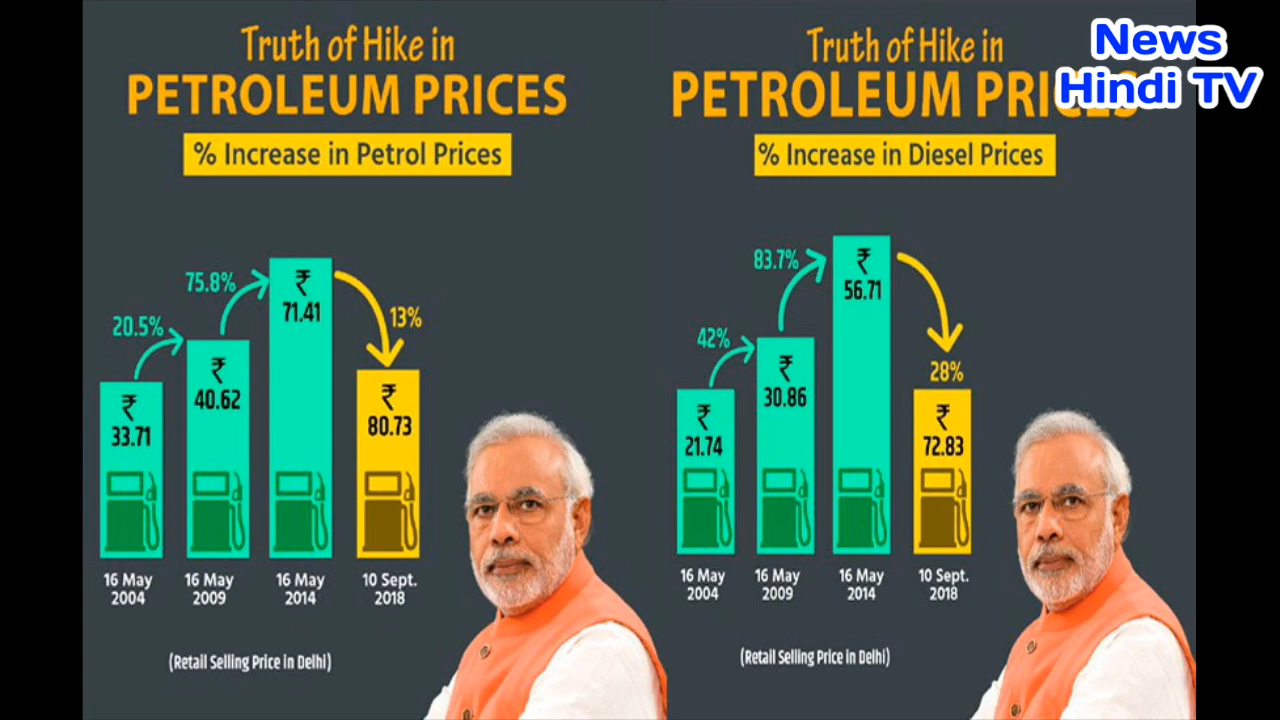 Truth of Hike in
PETROLEUM PRICES
% Increase in Petrol Prices
20.5%
75.8%
13%
₹
33.71
₹
40.62
₹
71.41
₹
80.73
16 May
2004
16 May
2009
16 May
2014
10 Sept.
2018
(Retail Selling Price in Delhi)
Truth of Hike in
PETROLEUM PRICES
% Increase in Diesel Prices
42%
83.7%
28%
₹
21.74
₹
30.86
₹
56.71
₹
72.83
16 May
2004
16 May
2009
16 May
2014
10 Sept.
2018
(Retail Selling Price in Delhi)
News
Hindi TV